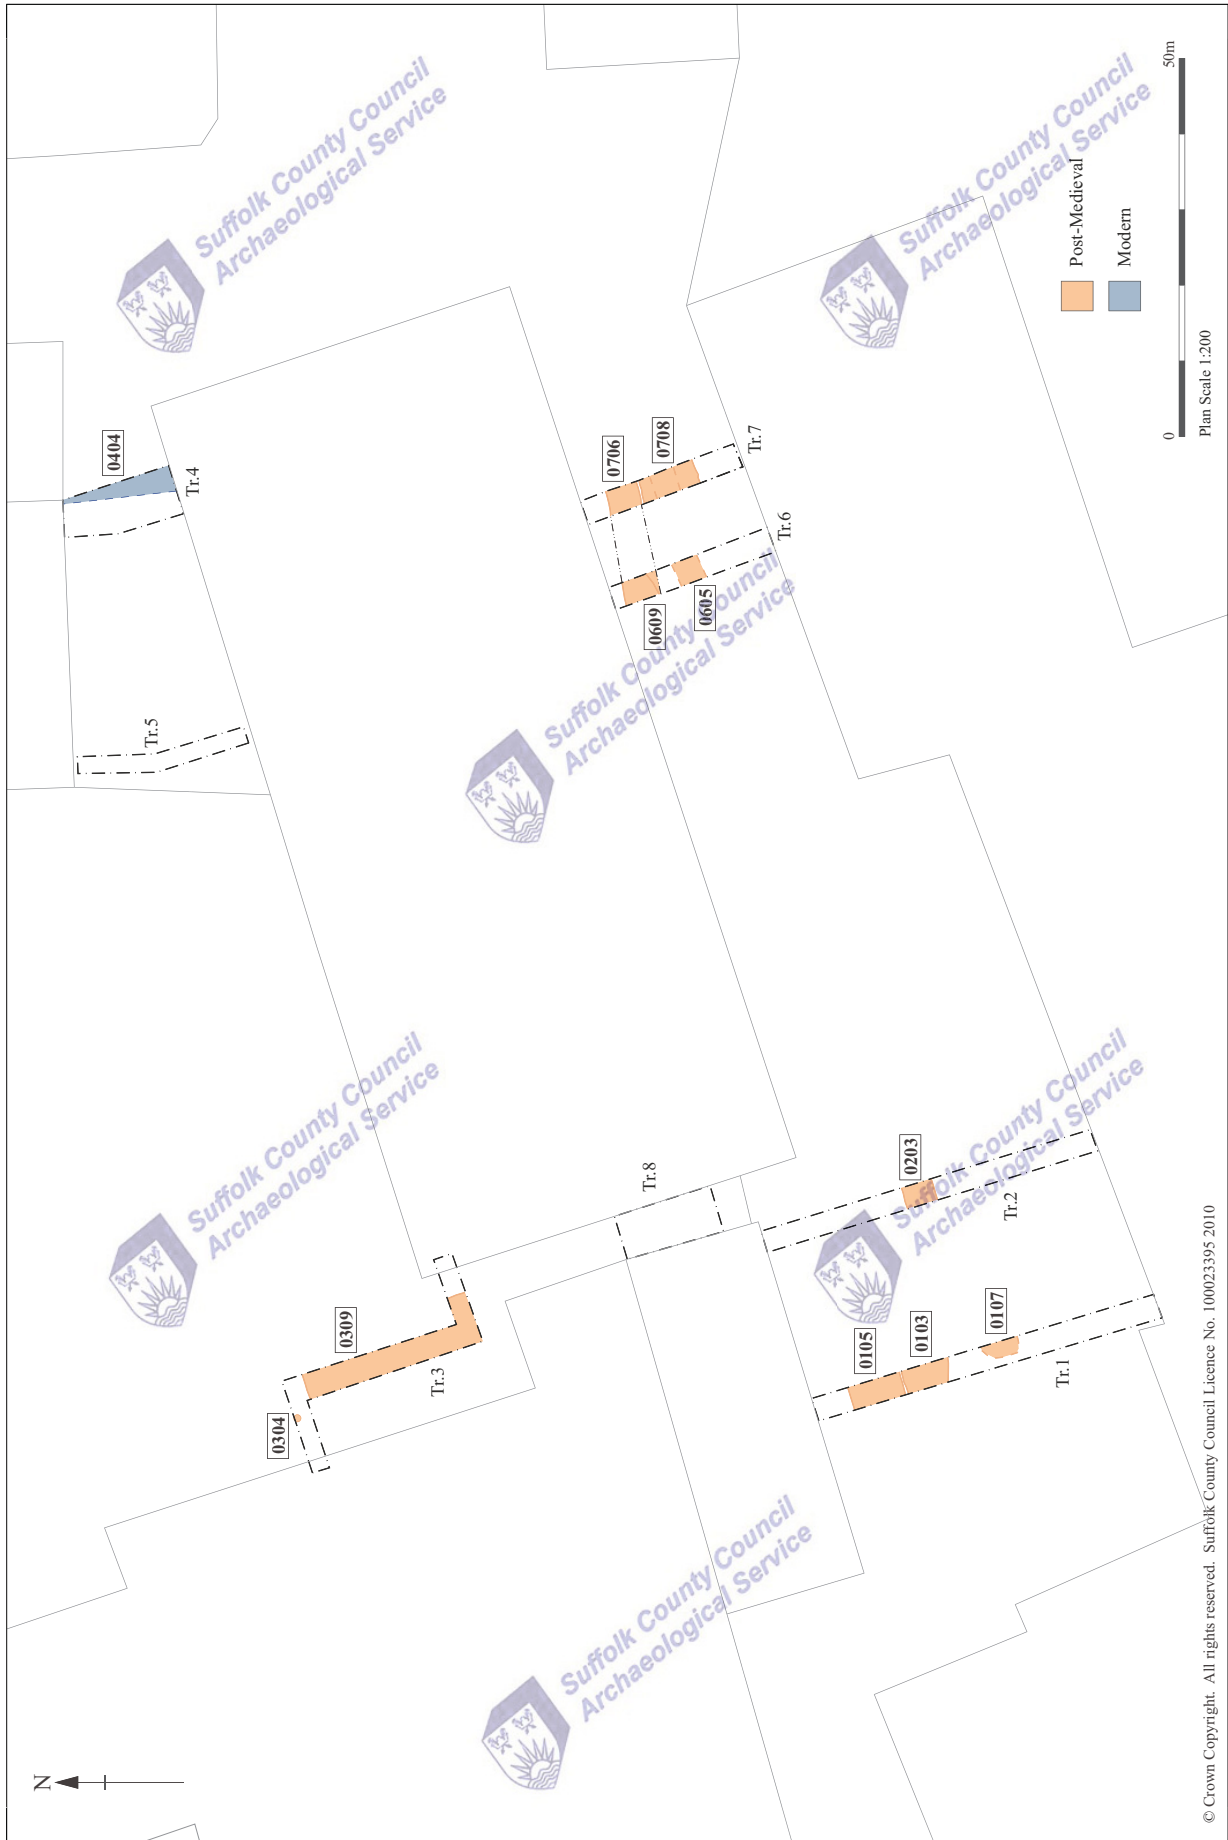 N
0304
0309
Tr.3
Tr.5
0404
Tr.4
Tr.8
0706
0708
Tr.7
0609
0605
Tr.6
0105
0103
0107
Tr.1
0203
Tr.2
Post-Medieval
Modern
0
50m
Plan Scale 1:200
© Crown Copyright. All rights reserved. Suffolk County Council Licence No. 100023395 2010
Suffolk County Council
Archaeological Service
Suffolk County Council
Archaeological Service
Suffolk County Council
Archaeological Service
Suffolk County Council
Archaeological Service
Suffolk County Council
Archaeological Service
Suffolk County Council
Archaeological Service